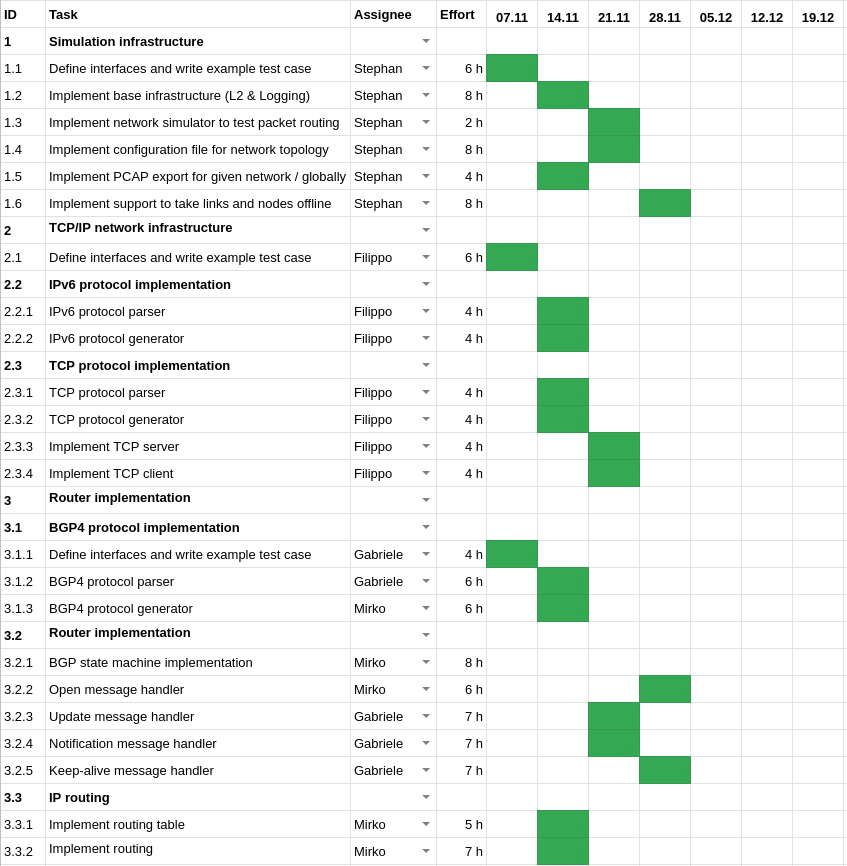 ID Task Assignee Effort 07.11 14.11 21.11 28.11 05.12 12.12 19.12
1 Simulation infrastructure
1.1 Define interfaces and write example test case Stephan 6 h
1.2 Implement base infrastructure (L2 & Logging) Stephan 8 h
1.3 Implement network simulator to test packet routing Stephan 2 h
1.4 Implement configuration file for network topology Stephan 8 h
1.5 Implement PCAP export for given network / globally Stephan 4 h
1.6 Implement support to take links and nodes offline Stephan 8 h
2 TCP/IP network infrastructure
2.1 Define interfaces and write example test case Filippo 6 h
2.2 IPv6 protocol implementation
2.2.1 IPv6 protocol parser Filippo 4 h
2.2.2 IPv6 protocol generator Filippo 4 h
2.3 TCP protocol implementation
2.3.1 TCP protocol parser Filippo 4 h
2.3.2 TCP protocol generator Filippo 4 h
2.3.3 Implement TCP server Filippo 4 h
2.3.4 Implement TCP client Filippo 4 h
3 Router implementation
3.1 BGP4 protocol implementation
3.1.1 Define interfaces and write example test case Gabriele 4 h
3.1.2 BGP4 protocol parser Gabriele 6 h
3.1.3 BGP4 protocol generator Mirko 6 h
3.2 Router implementation
3.2.1 BGP state machine implementation Mirko 8 h
3.2.2 Open message handler Mirko 6 h
3.2.3 Update message handler Gabriele 7 h
3.2.4 Notification message handler Gabriele 7 h
3.2.5 Keep-alive message handler Gabriele 7 h
3.3 IP routing
3.3.1 Implement routing table Mirko 5 h
3.3.2 Implement routing Mirko 7 h